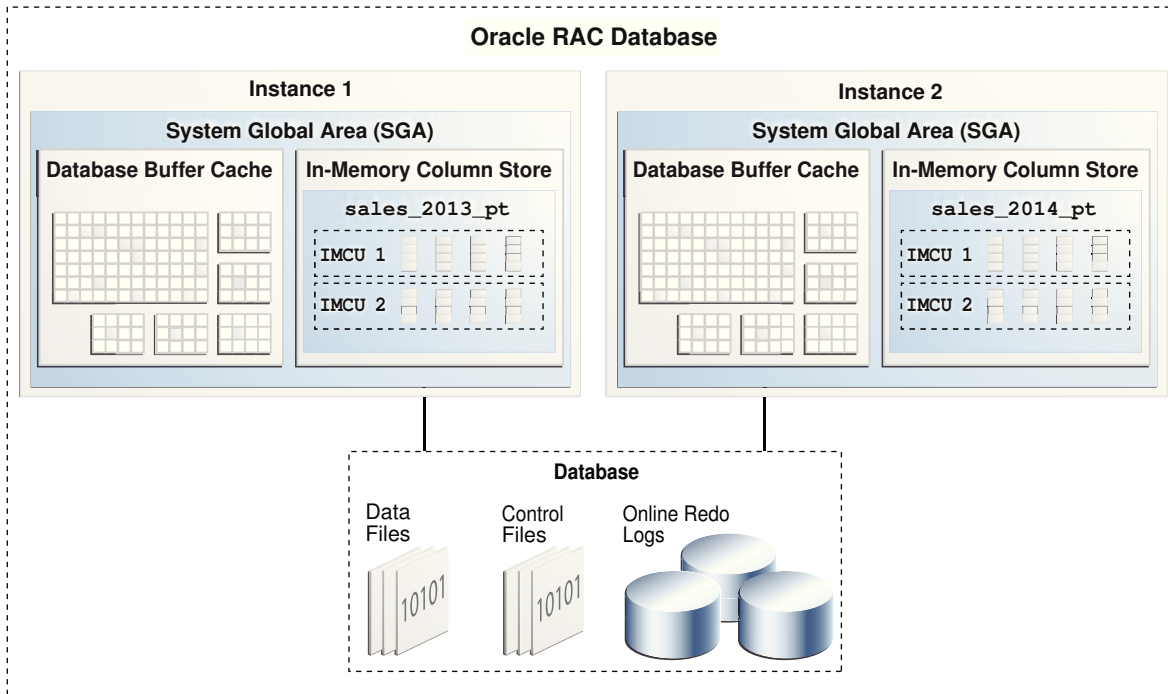 Oracle RAC Database
Instance 1
System Global Area (SGA)
Database Buffer Cache
In-Memory Column Store
sales_2013_pt
IMCU 1
IMCU 2
Instance 2
System Global Area (SGA)
Database Buffer Cache
In-Memory Column Store
sales_2014_pt
IMCU 1
IMCU 2
Database
Data
Files
10101
Control
Files
10101
Online Redo
Logs